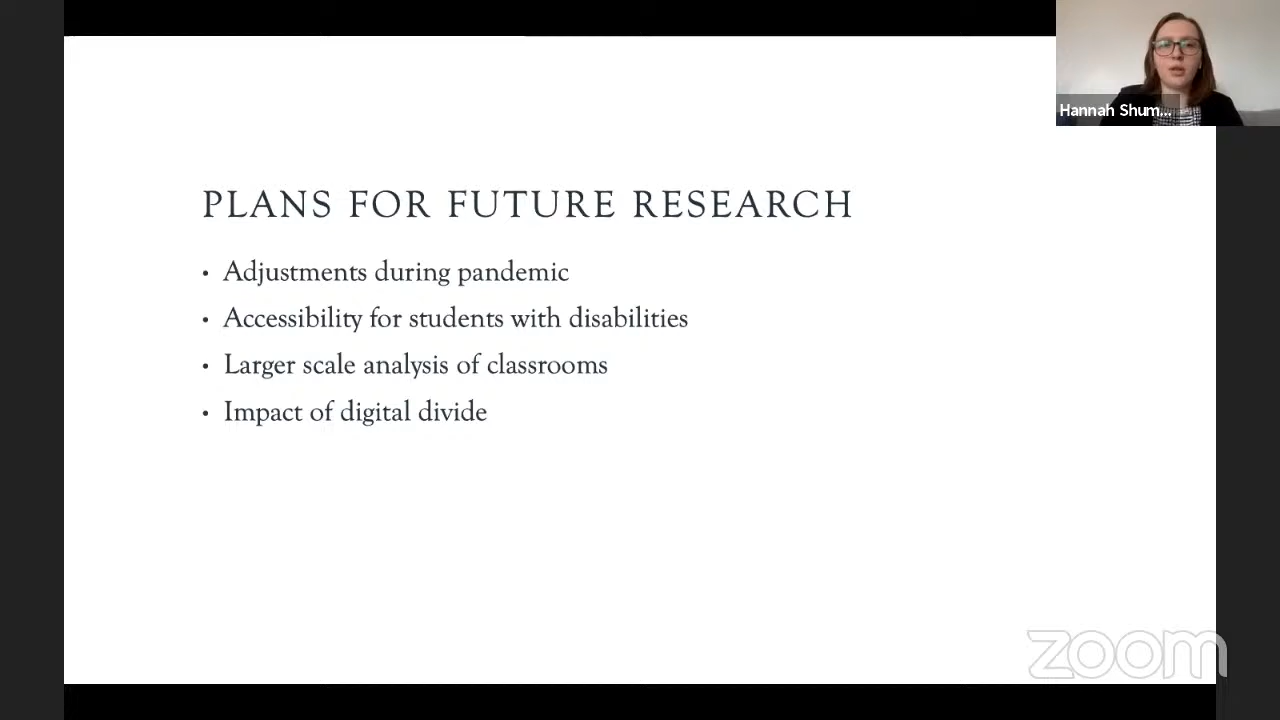 Hannah Shum...
PLANS FOR FUTURE RESEARCH
• Adjustments during pandemic
• Accessibility for students with disabilities
• Larger scale analysis of classrooms
• Impact of digital divide
zoom